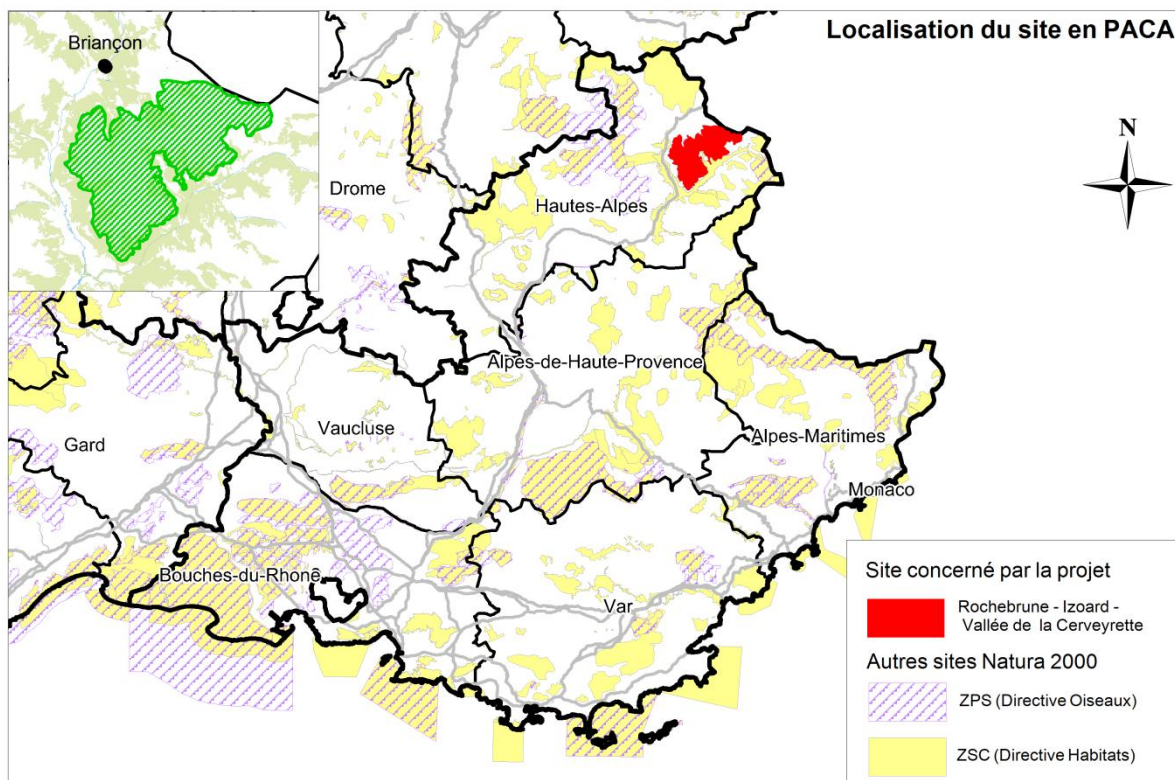 Localisation du site en PACA
Briançon
N
Drome
Hautes-Alpes
Alpes-de-Haute-Provence
Gard
Vaucluse
Alpes-Maritimes
Monaco
Bouches-du-Rhonê
Var
Site concerné par la projet
Rochebrune - Izoard -
Vallée de la Cerveyrette
Autres sites Natura 2000
ZPS (Directive Oiseaux)
ZSC (Directive Habitats)